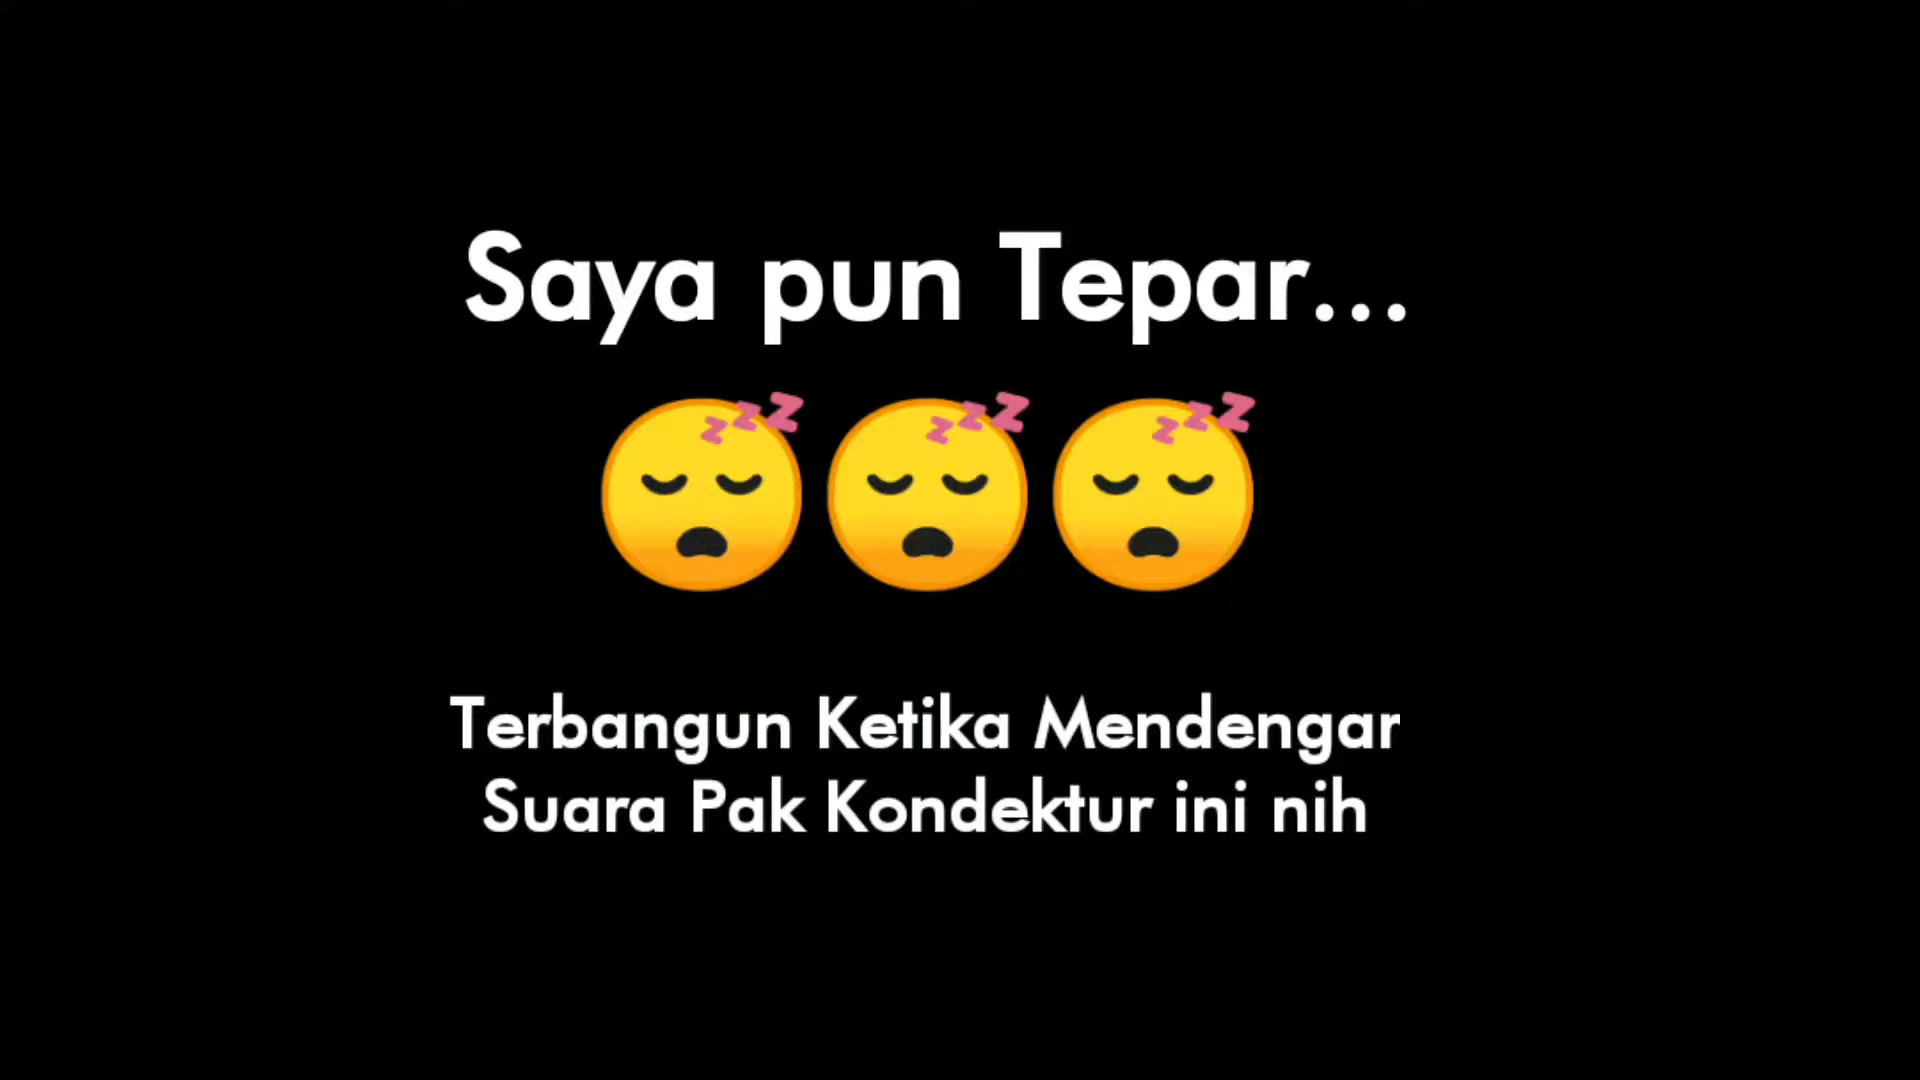 Saya pun Tepar...
😴😴😴
Terbangun Ketika Mendengar
Suara Pak Kondektur ini nih